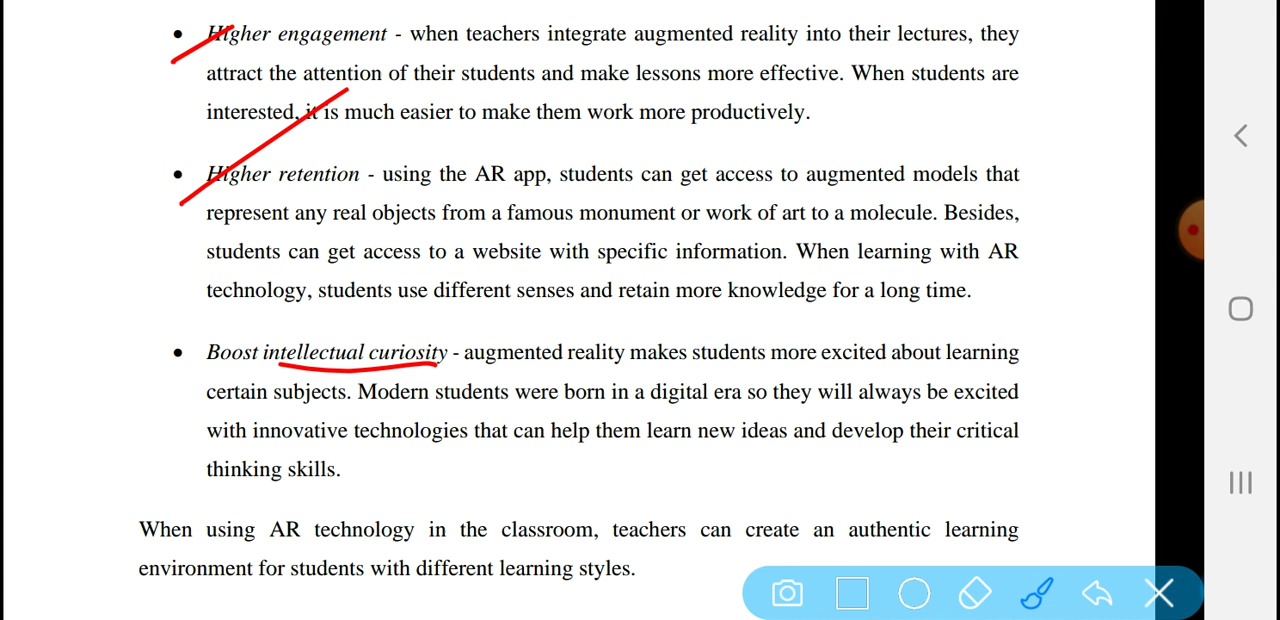 • Higher engagement - when teachers integrate augmented reality into their lectures, they
attract the attention of their students and make lessons more effective. When students are
interested, it is much easier to make them work more productively.
• Higher retention - using the AR app, students can get access to augmented models that
represent any real objects from a famous monument or work of art to a molecule. Besides,
students can get access to a website with specific information. When learning with AR
technology, students use different senses and retain more knowledge for a long time.
• Boost intellectual curiosity - augmented reality makes students more excited about learning
certain subjects. Modern students were born in a digital era so they will always be excited
with innovative technologies that can help them learn new ideas and develop their critical
thinking skills.
When using AR technology in the classroom, teachers can create an authentic learning
environment for students with different learning styles.